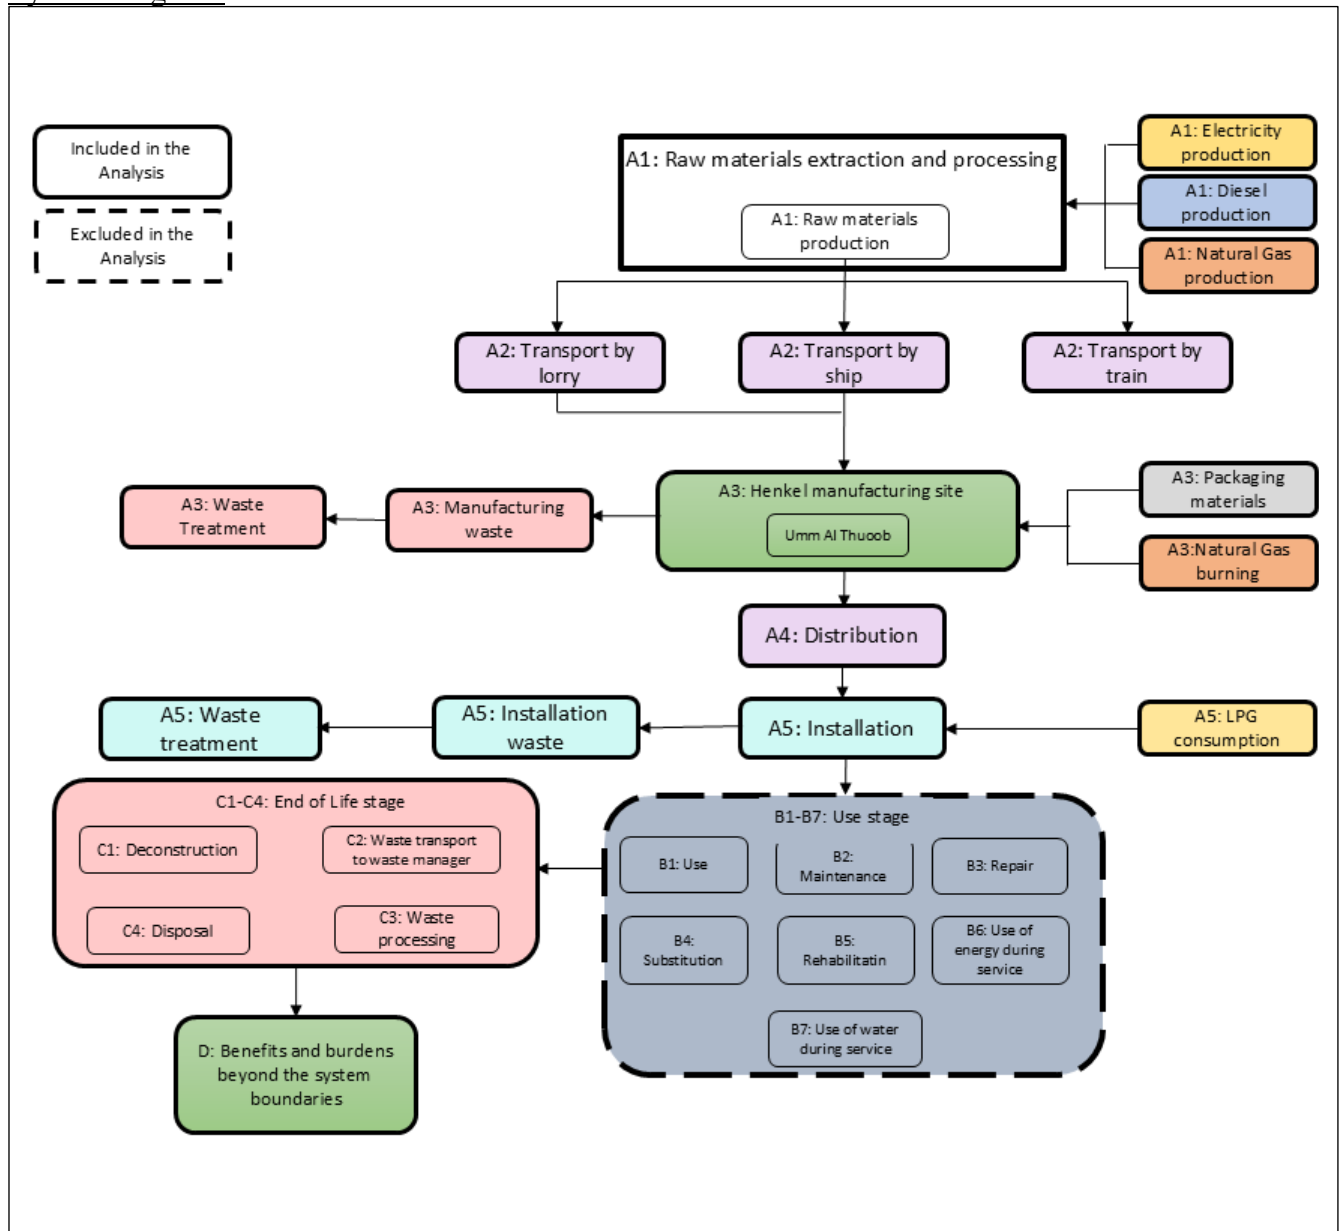 Included in the
Analysis
Excluded in the
Analysis
A1: Raw materials extraction and processing
A1: Raw materials
production
A1: Electricity
production
A1: Diesel
production
A1: Natural Gas
production
A2: Transport by
lorry
A2: Transport by
ship
A2: Transport by
train
A3: Waste
Treatment
A3: Manufacturing
waste
A3: Henkel manufacturing site
Umm Al Thuoob
A3: Packaging
materials
A3:Natural Gas
burning
A4: Distribution
A5: Waste
treatment
A5: Installation
waste
A5: Installation
A5: LPG
consumption
C1-C4: End of Life stage
C1: Deconstruction
C2: Waste transport
to waste manager
C4: Disposal
C3: Waste
processing
B1-B7: Use stage
B1: Use
B2:
Maintenance
B3: Repair
B4:
Substitution
B5:
Rehabilitatin
B6: Use of
energy during
service
B7: Use of water
during service
D: Benefits and burdens
beyond the system
boundaries